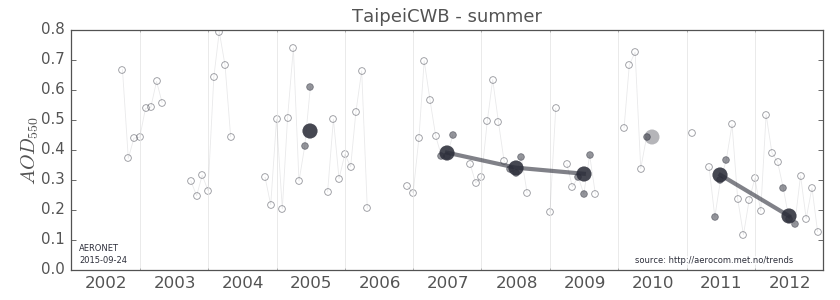 TaipeiCWB - summer
0.8
0.7
0.6
0.5
0.4
0.3
0.2
0.1
0.0
AOD550
AERONET
2015-09-24
source: http://aerocom.met.no/trends
2002 2003 2004 2005 2006 2007 2008 2009 2010 2011 2012